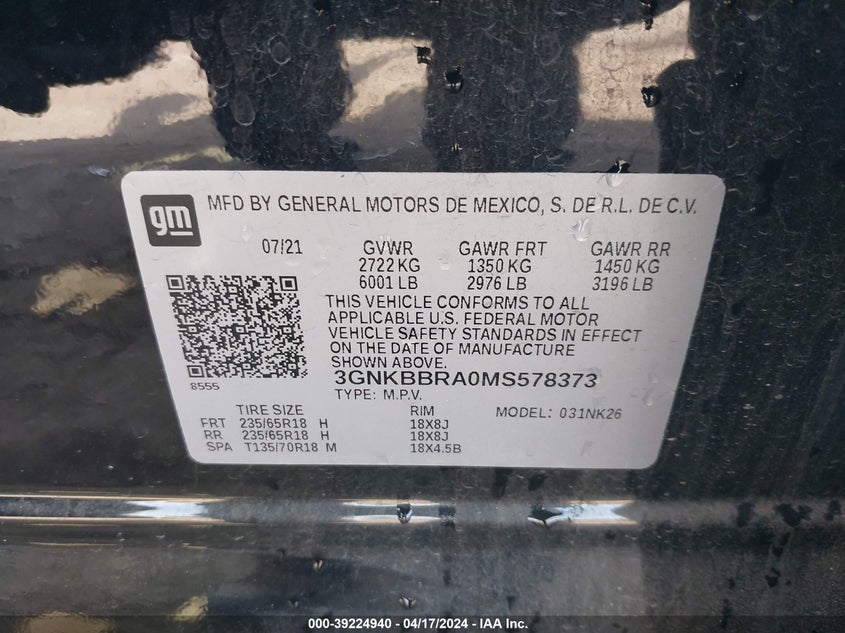 gm MFD BY GENERAL MOTORS DE MEXICO, S. DE R.L. DE C.V.
07/21 GVWR GAWR FRT GAWR RR
2722 KG 1350 KG 1450 KG
6001 LB 2976 LB 3196 LB
THIS VEHICLE CONFORMS TO ALL
APPLICABLE U.S. FEDERAL MOTOR
VEHICLE SAFETY STANDARDS IN EFFECT
ON THE DATE OF MANUFACTURE
SHOWN ABOVE.
8555 3GNKBBRA0MS578373
TYPE: M.P.V.
TIRE SIZE RIM MODEL: 031NK26
FRT 235/65R18 H 18X8J
RR 235/65R18 H 18X8J
SPA T135/70R18 M 18X4.5B
000-39224940 - 04/17/2024 - IAA Inc.